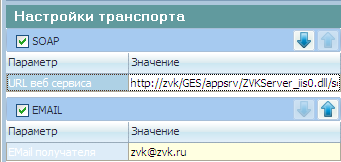 Настройки транспорта
SOAP
Параметр Значение
URL веб сервиса http://zvk/GES/appsrv/ZVKServer_iis0.dll/s
EMAIL
Параметр Значение
EMail получателя zvk@zvk.ru